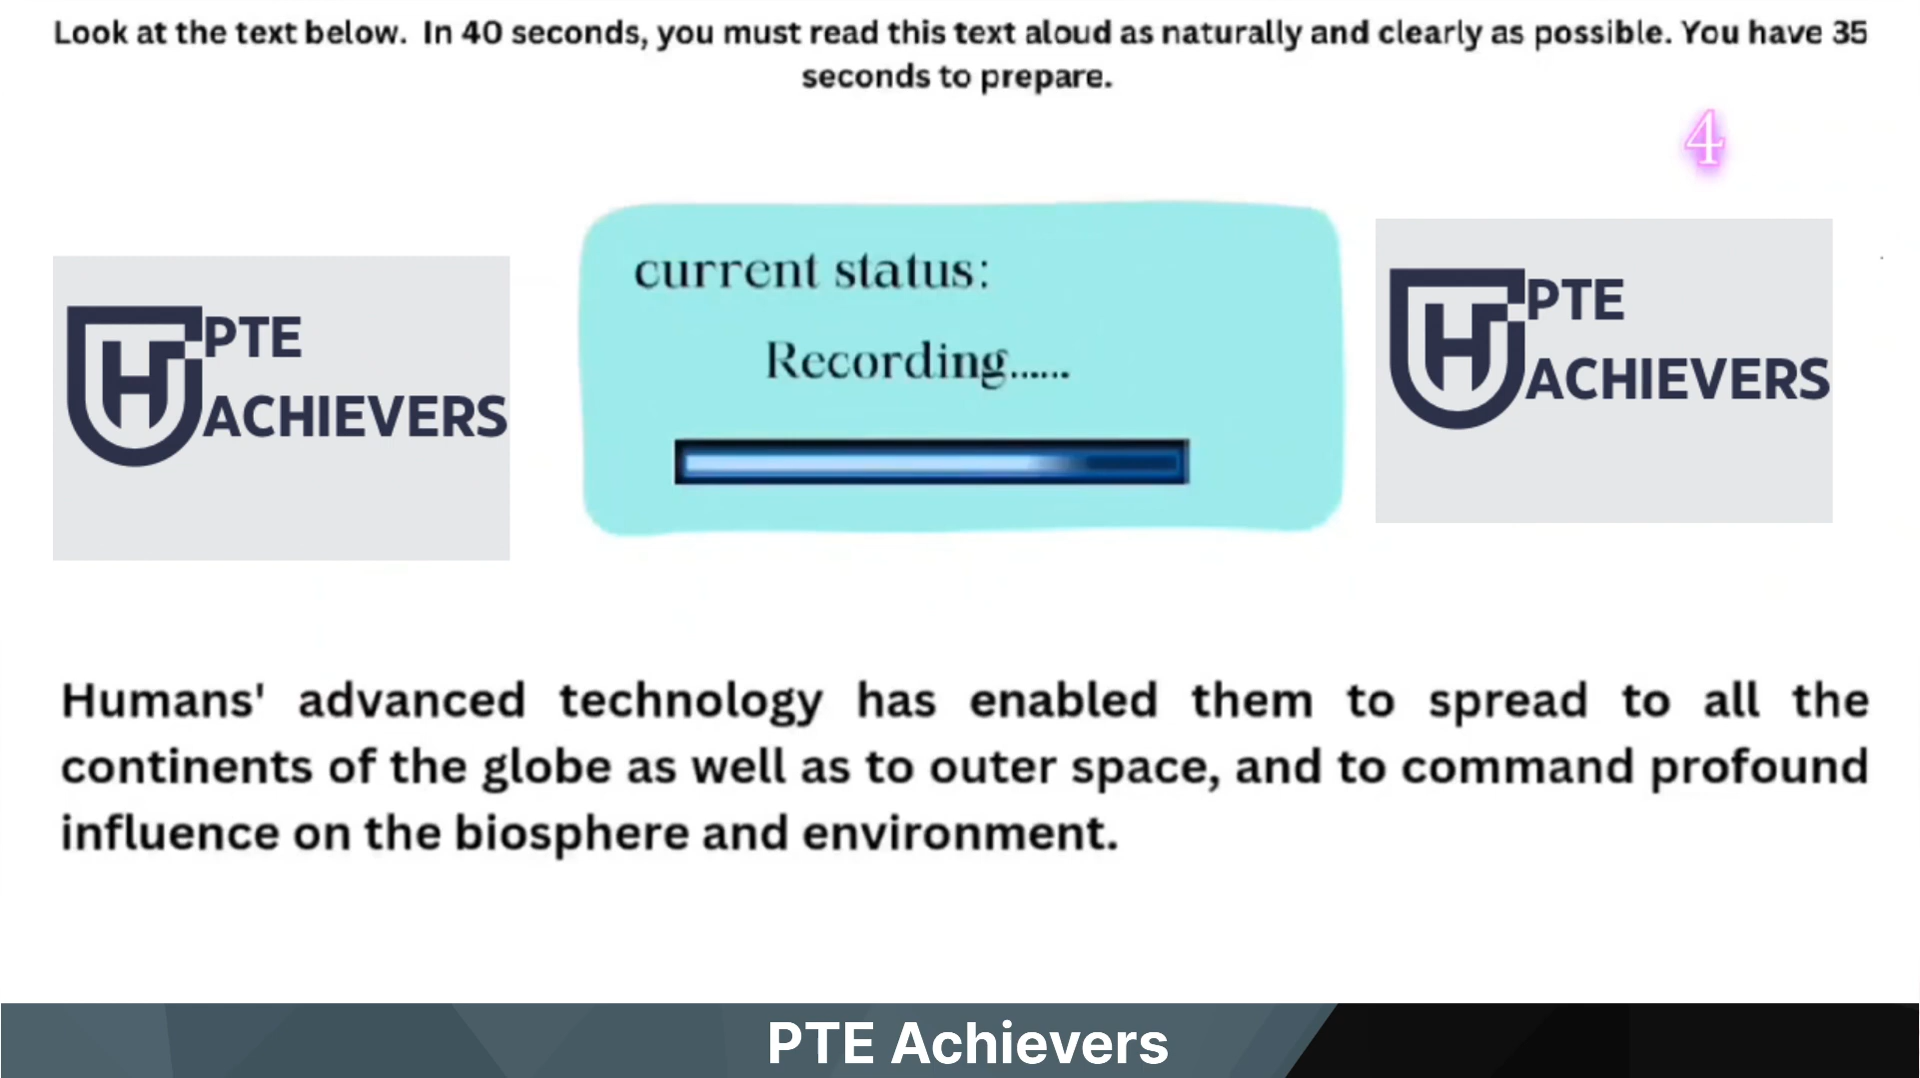 Look at the text below. In 40 seconds, you must read this text aloud as naturally and clearly as possible. You have 35
seconds to prepare.
4
current status:
Recording......
PTE
ACHIEVERS
PTE
ACHIEVERS
Humans' advanced technology has enabled them to spread to all the
continents of the globe as well as to outer space, and to command profound
influence on the biosphere and environment.
PTE Achievers